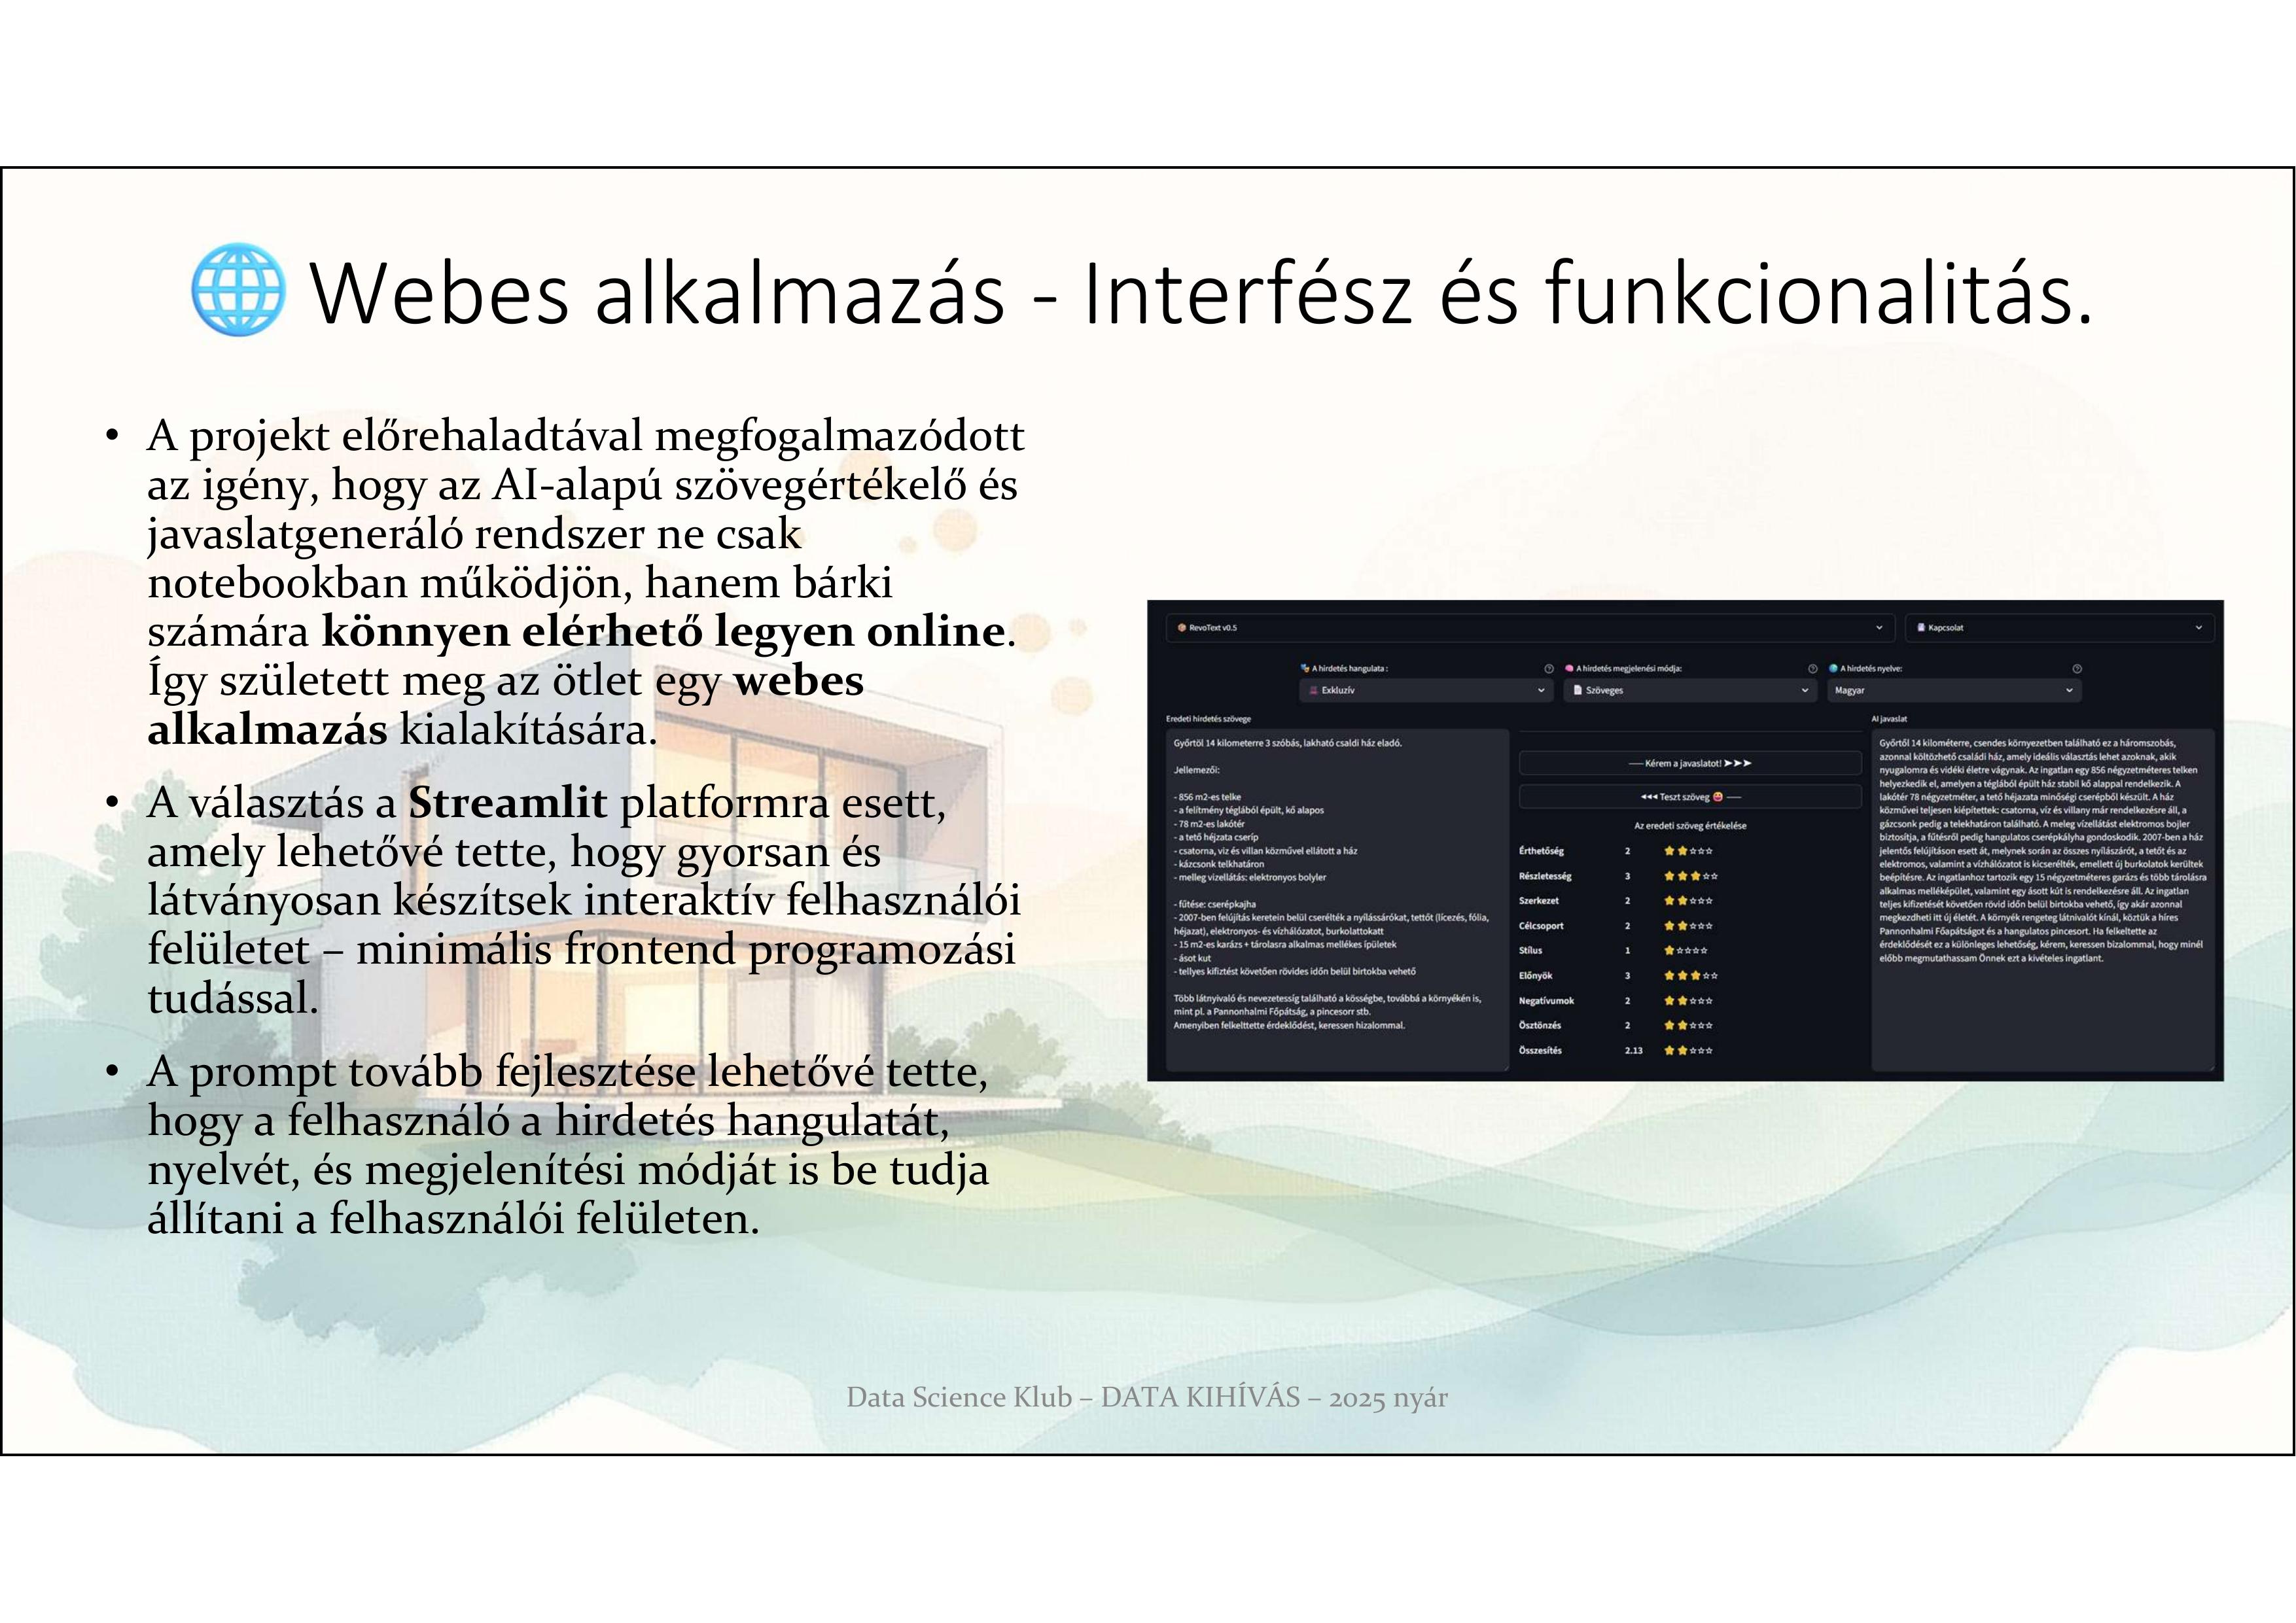 🌐 Webes alkalmazás - Interfész és funkcionalitás.
• A projekt előrehaladtával megfogalmazódott
az igény, hogy az AI-alapú szövegértékelő és
javaslatgeneráló rendszer ne csak
notebookban működjön, hanem bárki
számára könnyen elérhető legyen online.
Így született meg az ötlet egy webes
alkalmazás kialakítására.
• A választás a Streamlit platformra esett,
amely lehetővé tette, hogy gyorsan és
látványosan készítsek interaktív felhasználói
felületet – minimális frontend programozási
tudással.
• A prompt tovább fejlesztése lehetővé tette,
hogy a felhasználó a hirdetés hangulatát,
nyelvét, és megjelenítési módját is be tudja
állítani a felhasználói felületen.
RevoText v0.5
Kapcsolat
A hirdetés hangulata :
A hirdetés megjelenési módja:
A hirdetés nyelve:
Exkluzív
Szöveges
Magyar
Eredeti hirdetés szövege
Győrtöl 14 kilometerre 3 szóbás, lakható csaldi ház eladó.
Jellemezői:
- 856 m2-es telke
- a felítmény téglából épült, kő alapos
- 78 m2-es lakótér
- a tető héjzata cseríp
- csatorna, viz és villan közművel ellátott a ház
- kázcsonk telkhatáron
- melleg vizellátás: elektronyos bolyler
- fűtése: cserépkajha
- 2007-ben felújítás keretein belül cserélték a nyílássárókat, tettőt (lícezés, fólia,
héjazat), elektronyos- és vízhálózatot, burkolattokatt
- 15 m2-es karázs + tárolasra alkalmas mellékes ípületek
- ásot kut
- tellyes kifiztést követően rövides időn belül birtokba vehető
Több látnyivaló és nevezetessíg található a kösségbe, továbbá a környékén is,
mint pl. a Pannonhalmi Főpátság, a pincesorr stb.
Amenyiben felkelttette érdeklődést, keressen hizalommal.
── Kérem a javaslatot! ➤➤➤
◄◄◄ Teszt szöveg 😀 ──
Az eredeti szöveg értékelése
Érthetőség 2 ⭐⭐☆☆☆
Részletesség 3 ⭐⭐⭐☆☆
Szerkezet 2 ⭐⭐☆☆☆
Célcsoport 2 ⭐⭐☆☆☆
Stílus 1 ⭐☆☆☆☆
Előnyök 3 ⭐⭐⭐☆☆
Negatívumok 2 ⭐⭐☆☆☆
Ösztönzés 2 ⭐⭐☆☆☆
Összesítés 2.13 ⭐⭐☆☆☆
AI javaslat
Győrtől 14 kilométerre, csendes környezetben található ez a háromszobás,
azonnal költözhető családi ház, amely ideális választás lehet azoknak, akik
nyugalomra és vidéki életre vágynak. Az ingatlan egy 856 négyzetméteres telken
helyezkedik el, amelyen a téglából épült ház stabil kő alappal rendelkezik. A
lakótér 78 négyzetméter, a tető héjazata minőségi cserépből készült. A ház
közművei teljesen kiépítettek: csatorna, víz és villany már rendelkezésre áll, a
gázcsonk pedig a telekhatáron található. A meleg vízellátást elektromos bojler
biztosítja, a fűtésről pedig hangulatos cserépkályha gondoskodik. 2007-ben a ház
jelentős felújításon esett át, melynek során az összes nyílászárót, a tetőt és az
elektromos, valamint a vízhálózatot is kicserélték, emellett új burkolatok kerültek
beépítésre. Az ingatlanhoz tartozik egy 15 négyzetméteres garázs és több tárolásra
alkalmas melléképület, valamint egy ásott kút is rendelkezésre áll. Az ingatlan
teljes kifizetését követően rövid időn belül birtokba vehető, így akár azonnal
megkezdheti itt új életét. A környék rengeteg látnivalót kínál, köztük a híres
Pannonhalmi Főapátságot és a hangulatos pincesort. Ha felkeltette az
érdeklődését ez a különleges lehetőség, kérem, keressen bizalommal, hogy minél
előbb megmutathassam Önnek ezt a kivételes ingatlant.
Data Science Klub – DATA KIHÍVÁS – 2025 nyár